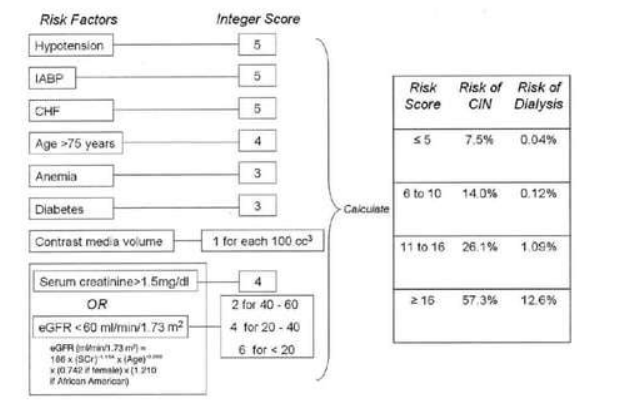 Risk Factors Integer Score
Hypotension 5
IABP 5
CHF 5
Age >75 years 4
Anemia 3
Diabetes 3
Contrast media volume 1 for each 100 cc³
Serum creatinine>1.5mg/dl 4
OR
eGFR <60 ml/min/1.73 m²
2 for 40 - 60
4 for 20 - 40
6 for < 20
eGFR (ml/min/1.73 m²) =
186 x (SCr) x (Age)
x (0.742 if female) x (1.210
if African American)
Calculate
Risk Score Risk of CIN Risk of Dialysis
≤ 5 7.5% 0.04%
6 to 10 14.0% 0.12%
11 to 16 26.1% 1.09%
≥ 16 57.3% 12.6%